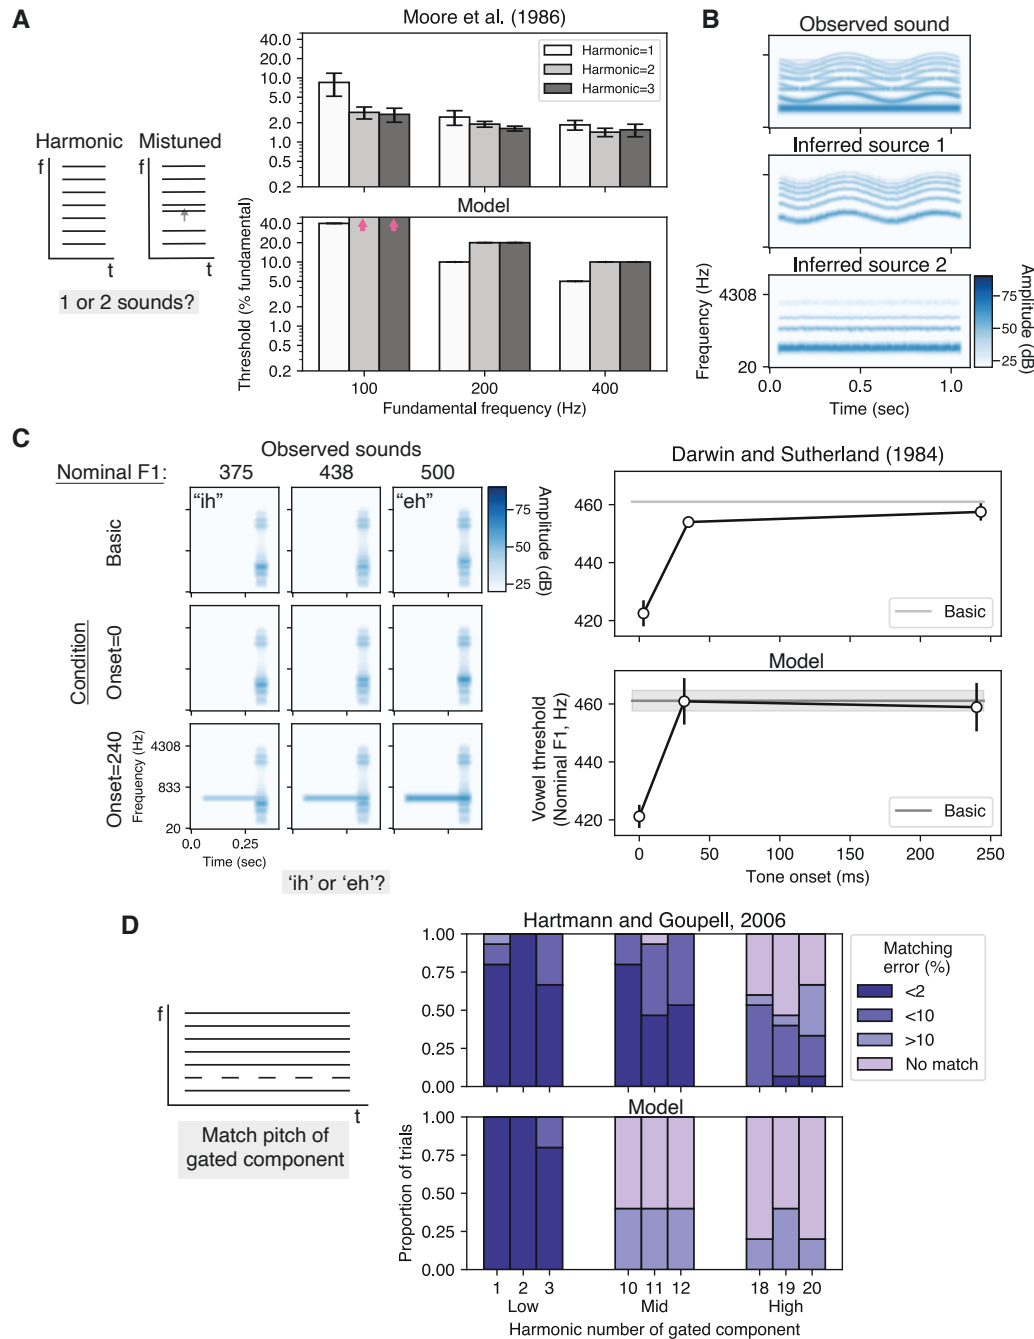 A
Moore et al. (1986)
Harmonic
Mistuned
f
f
t
t
1 or 2 sounds?
40.0
20.0
10.0
5.0
2.0
1.0
0.5
0.2
Harmonic=1
Harmonic=2
Harmonic=3
Model
40.0
20.0
10.0
5.0
2.0
1.0
0.5
0.2
Threshold (% fundamental)
100
200
400
Fundamental frequency (Hz)
B
Observed sound
Inferred source 1
Inferred source 2
Frequency (Hz)
4308
20
0.0
0.5
1.0
Time (sec)
75
50
25
Amplitude (dB)
C
Observed sounds
Nominal F1:
375
438
500
"ih"
"eh"
75
50
25
Amplitude (dB)
Condition
Basic
Onset=0
Onset=240
Frequency (Hz)
4308
833
20
0.0
0.25
Time (sec)
'ih' or 'eh'?
Darwin and Sutherland (1984)
460
440
420
Basic
Model
460
440
420
Basic
Vowel threshold
(Nominal F1, Hz)
0
50
100
150
200
250
Tone onset (ms)
D
Hartmann and Goupell, 2006
f
t
Match pitch of
gated component
1.00
0.75
0.50
0.25
0.00
Matching
error (%)
<2
<10
>10
No match
Model
1.00
0.75
0.50
0.25
0.00
Proportion of trials
1 2 3
10 11 12
18 19 20
Low
Mid
High
Harmonic number of gated component